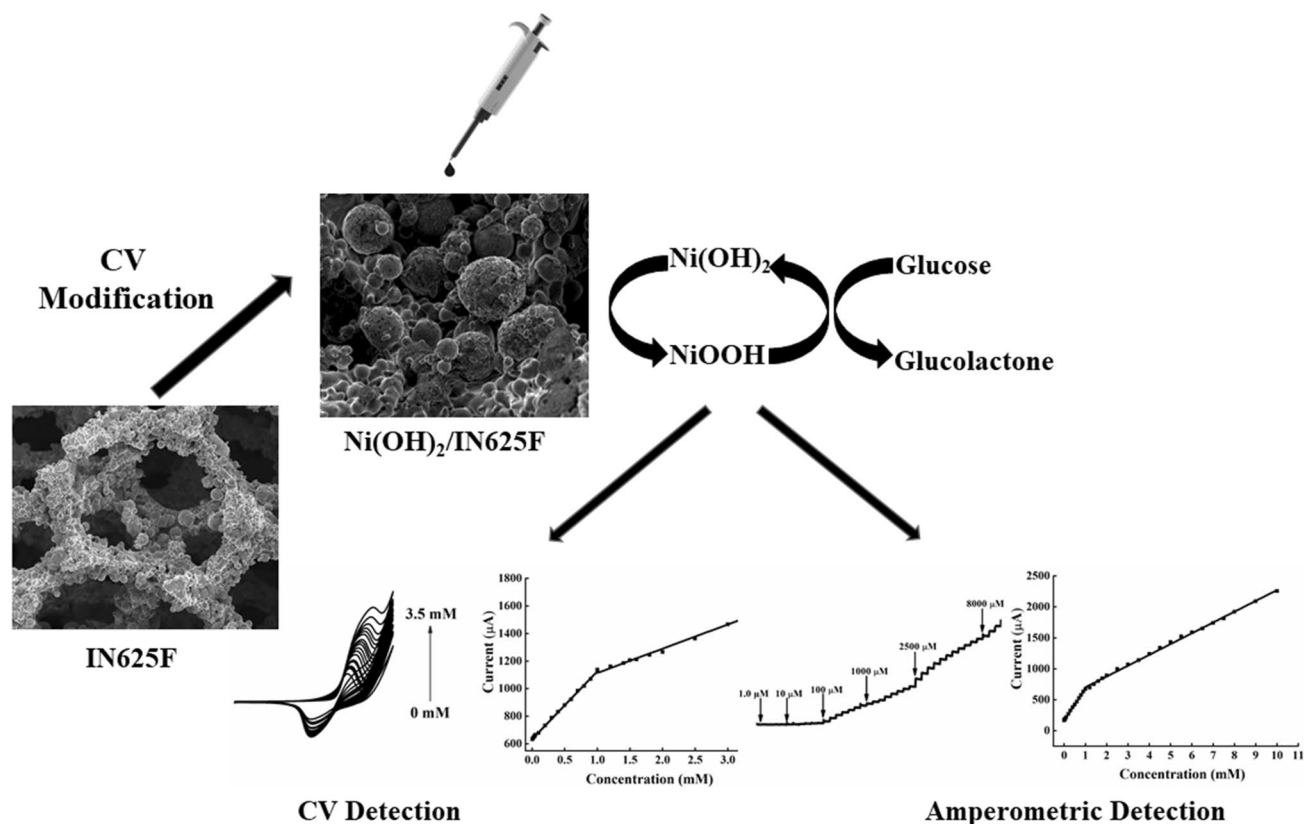 CV
Modification
Ni(OH)₂
Glucose
NiOOH
Glucolactone
Ni(OH)₂/IN625F
IN625F
3.5 mM
0 mM
1800
1600
1400
1200
1000
800
600
Current (μA)
0.0 0.5 1.0 1.5 2.0 2.5 3.0
Concentration (mM)
1.0 μM
10 μM
100 μM
1000 μM
2500 μM
8000 μM
2500
2000
1500
1000
500
0
Current (μA)
0 1 2 3 4 5 6 7 8 9 10 11
Concentration (mM)
CV Detection
Amperometric Detection